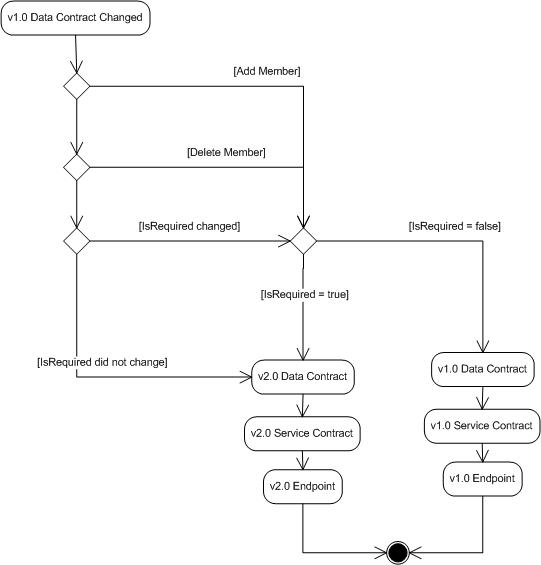 v1.0 Data Contract Changed
[Add Member]
[Delete Member]
[IsRequired changed]
[IsRequired = false]
[IsRequired = true]
[IsRequired did not change]
v2.0 Data Contract
v1.0 Data Contract
v2.0 Service Contract
v1.0 Service Contract
v2.0 Endpoint
v1.0 Endpoint